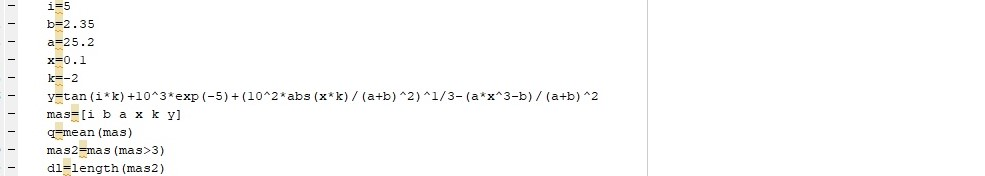 i=5
b=2.35
a=25.2
x=0.1
k=-2
y=tan(i*k)+10^3*exp(-5)+(10^2*abs(x*k)/(a+b)^2)^1/3-(a*x^3-b)/(a+b)^2
mas=[i b a x k y]
q=mean(mas)
mas2=mas(mas>3)
dl=length(mas2)